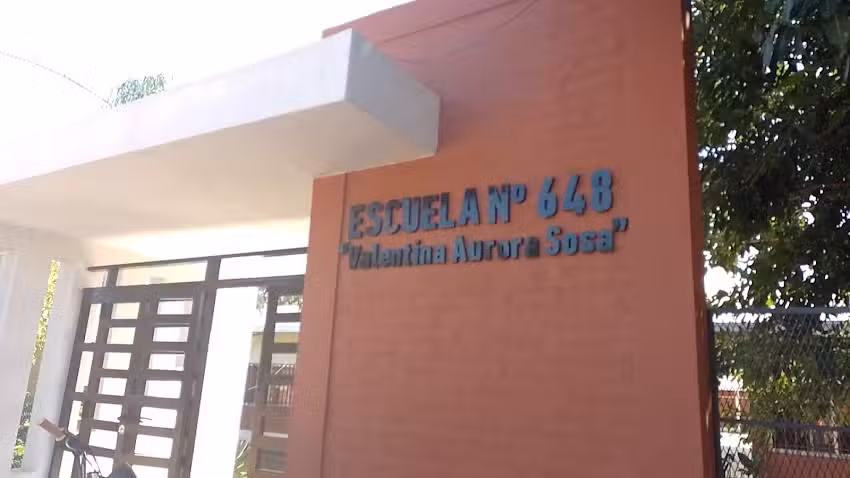 ESCUELA Nº 648
"Valentina Aurora Sosa"